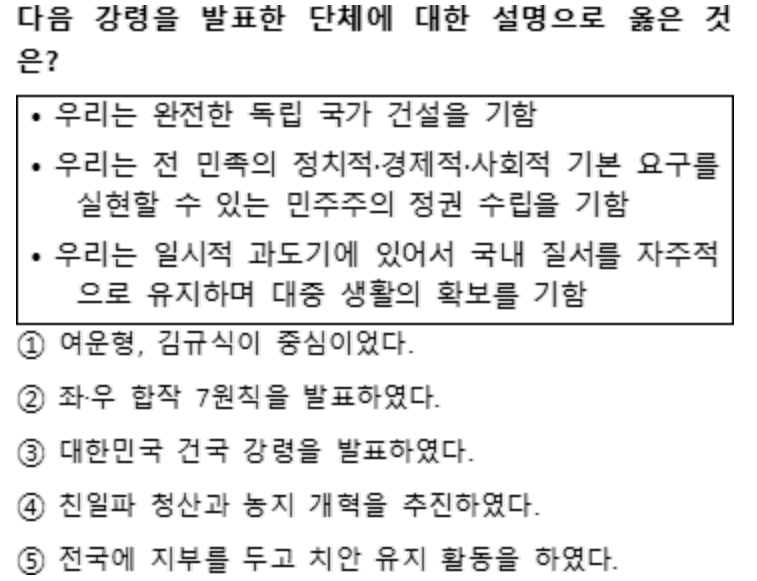 다음 강령을 발표한 단체에 대한 설명으로 옳은 것
은?
• 우리는 완전한 독립 국가 건설을 기함
• 우리는 전 민족의 정치적·경제적·사회적 기본 요구를
실현할 수 있는 민주주의 정권 수립을 기함
• 우리는 일시적 과도기에 있어서 국내 질서를 자주적
으로 유지하며 대중 생활의 확보를 기함
① 여운형, 김규식이 중심이었다.
② 좌·우 합작 7원칙을 발표하였다.
③ 대한민국 건국 강령을 발표하였다.
④ 친일파 청산과 농지 개혁을 추진하였다.
⑤ 전국에 지부를 두고 치안 유지 활동을 하였다.